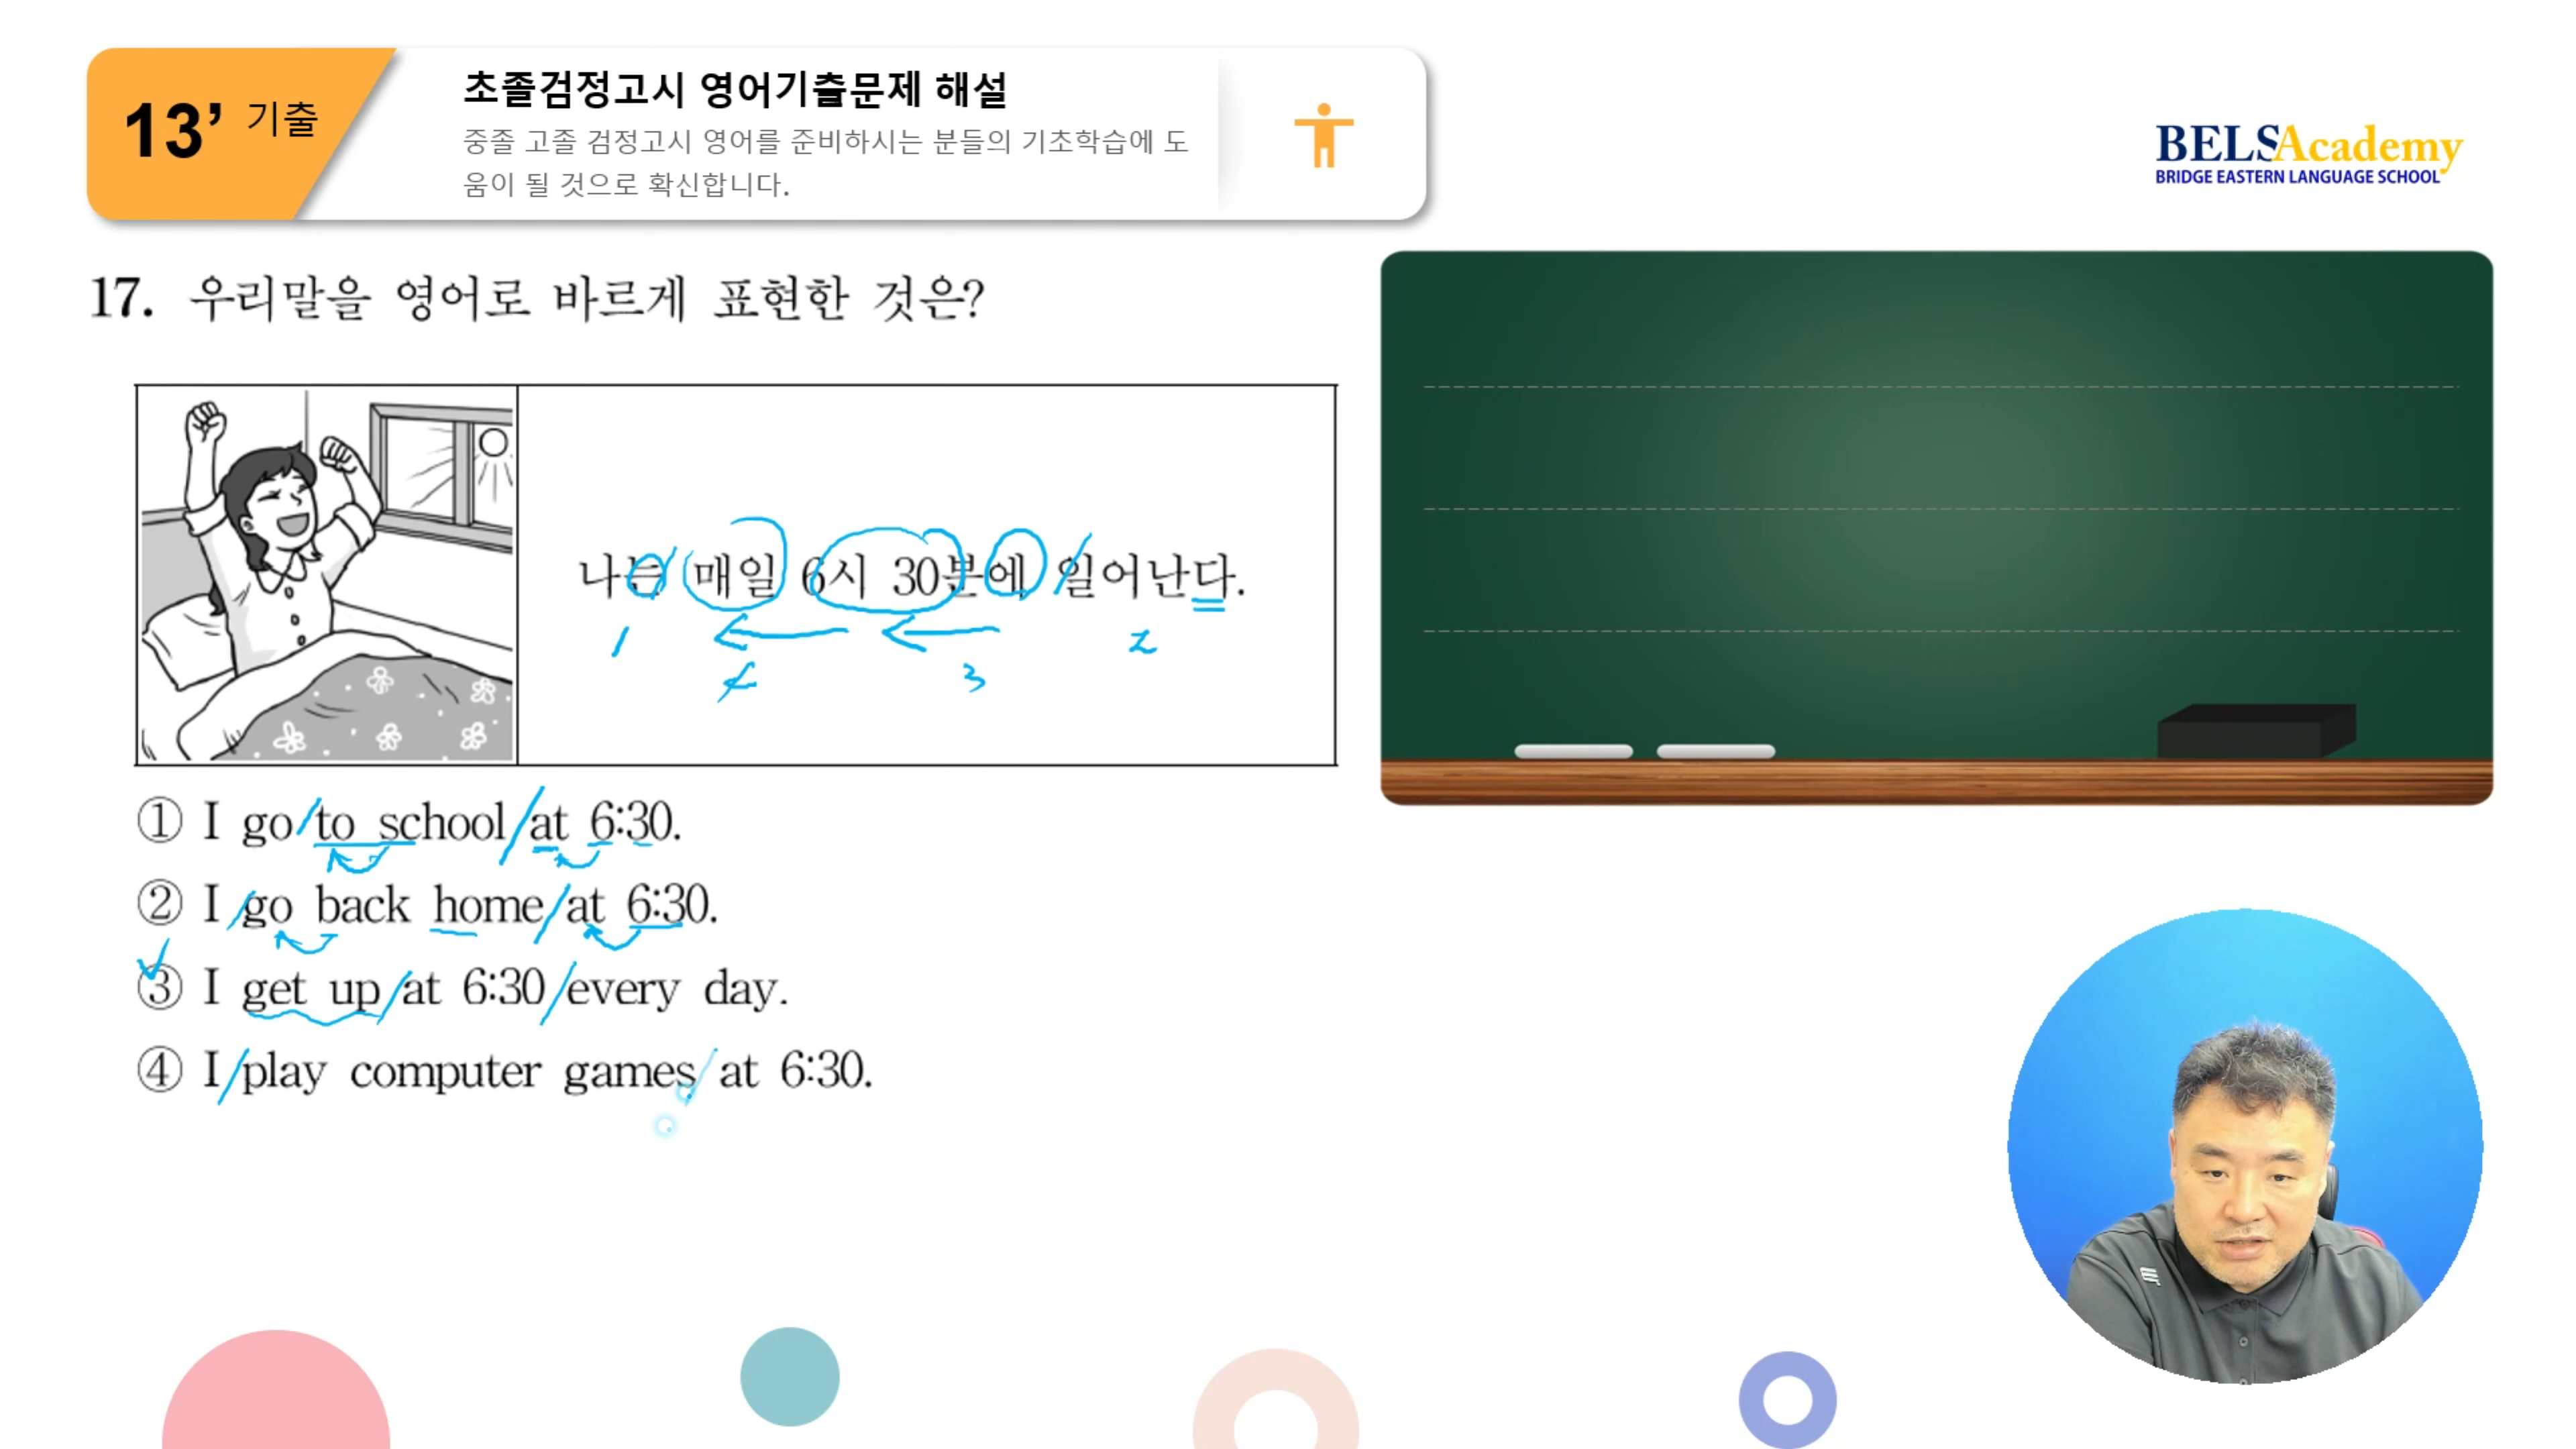 13’ 기출
초졸검정고시 영어기출문제 해설
중졸 고졸 검정고시 영어를 준비하시는 분들의 기초학습에 도
움이 될 것으로 확신합니다.
BELSAcademy
BRIDGE EASTERN LANGUAGE SCHOOL
17. 우리말을 영어로 바르게 표현한 것은?
나는 매일 6시 30분에 일어난다.
1 2
4 3
① I go to school at 6:30.
② I go back home at 6:30.
③ I get up at 6:30 every day.
④ I play computer games at 6:30.